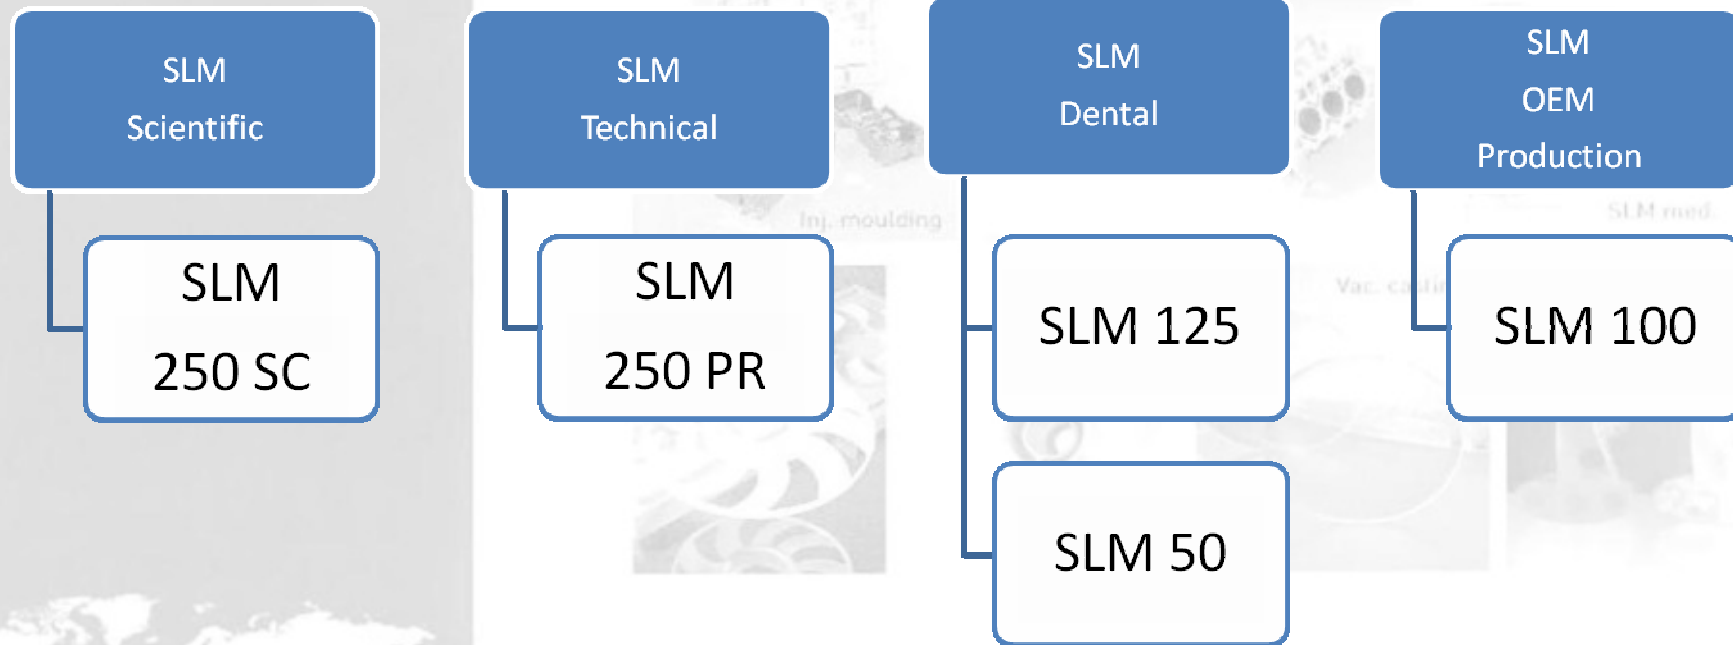 SLM
Scientific
SLM
250 SC
SLM
Technical
SLM
250 PR
SLM
Dental
SLM 125
SLM 50
SLM
OEM
Production
SLM 100
Inj. moulding
SLM med.
Vac.